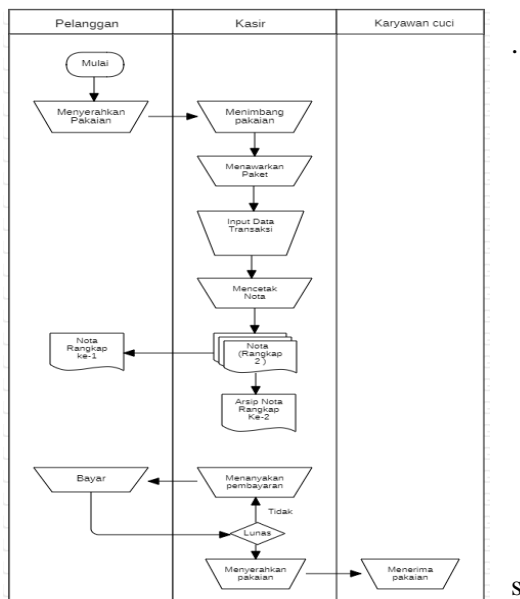 Pelanggan
Kasir
Karyawan cuci
.
Mulai
Menyerahkan
Pakaian
Menimbang
pakaian
Menawarkan
Paket
Input Data
Transaksi
Mencetak
Nota
Nota
Rangkap
ke-1
Nota
(Rangkap
2 )
Arsip Nota
Rangkap
Ke-2
Bayar
Menanyakan
pembayaran
Tidak
Lunas
Menyerahkan
pakaian
Menerima
pakaian
s